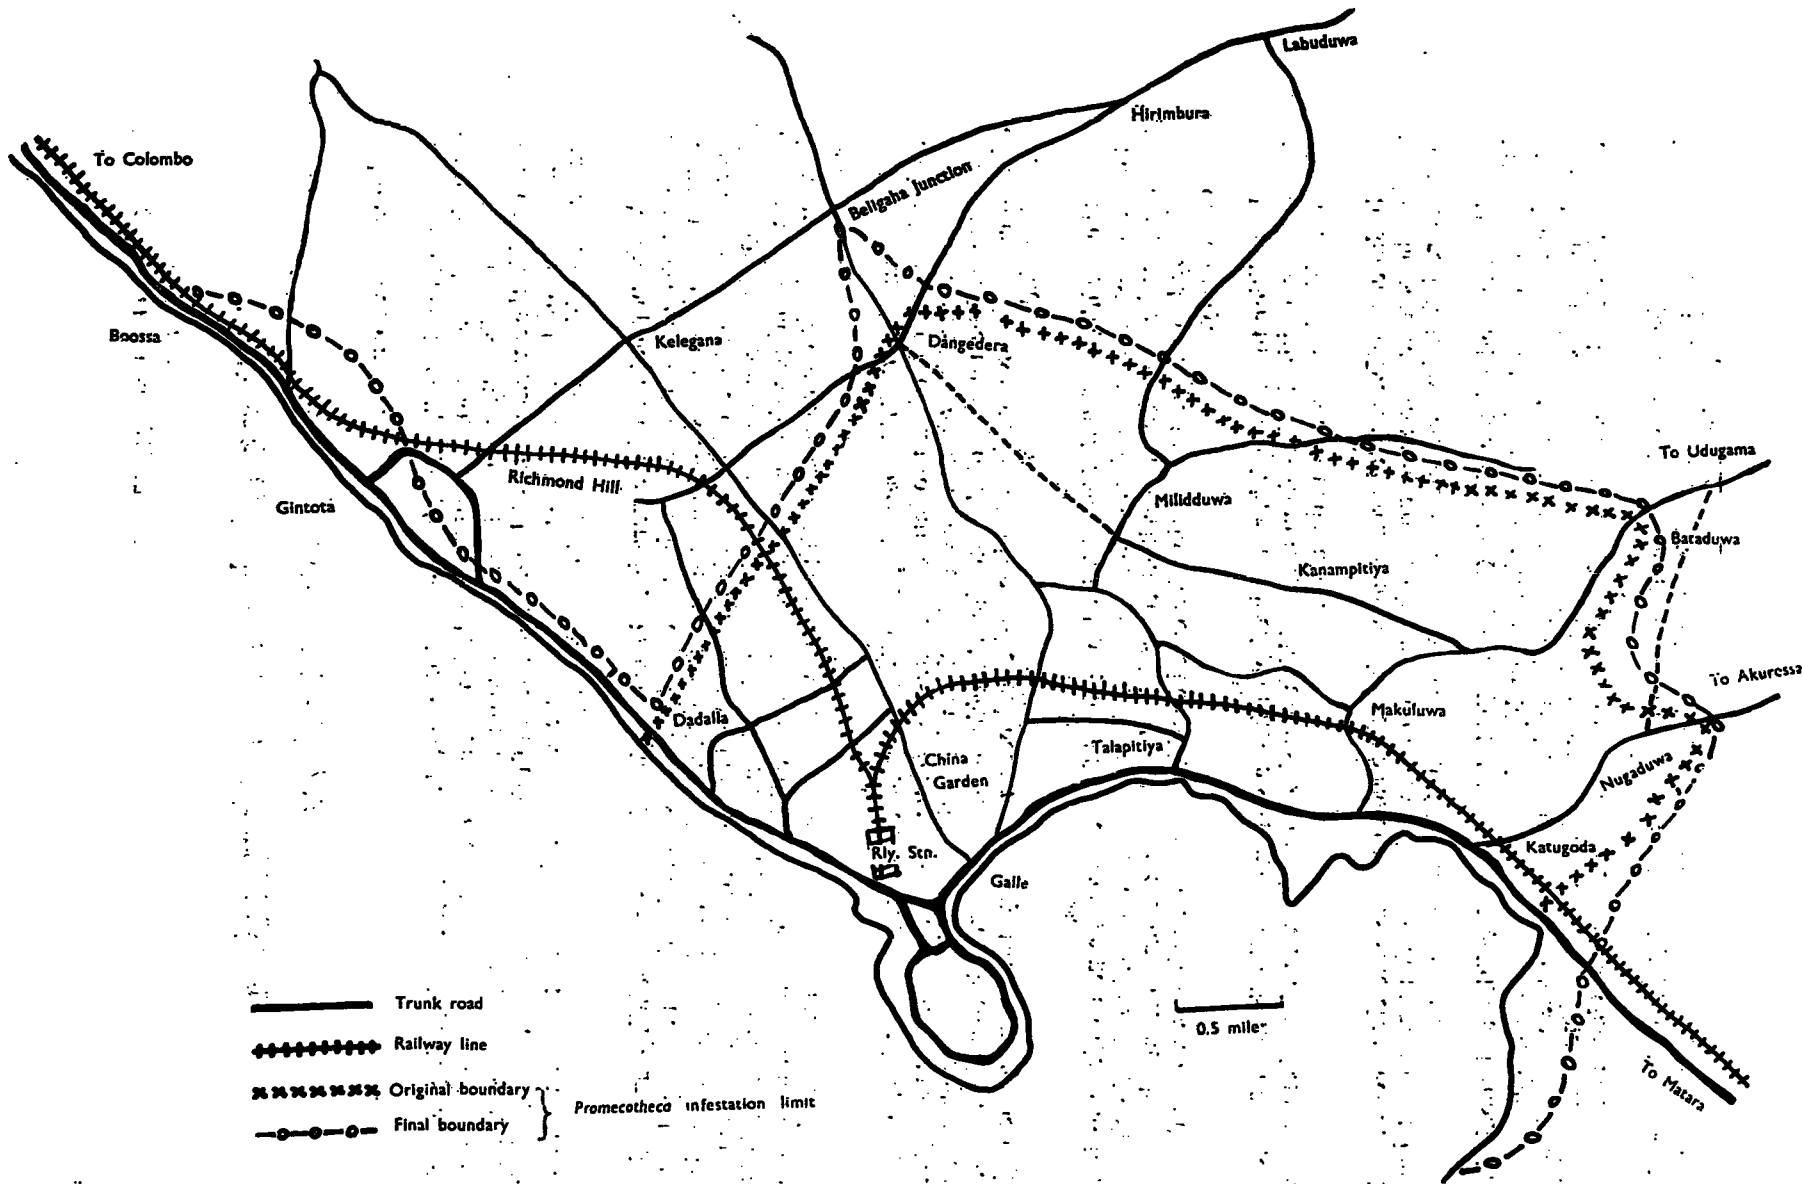 Labuduwa
Hirimbura
To Colombo
Beligaha Junction
Boossa
Kelegana
Dangedera
To Udugama
Richmond Hill
Milidduwa
Gintota
Bataduwa
Kanampitiya
To Akuressa
Makuluwa
Dadalla
Talapitiya
China
Garden
Nugaduwa
Katugoda
Rly. Stn.
Galle
Trunk road
0.5 mile
Railway line
To Matara
Original boundary
Promecotheca infestation limit
Final boundary